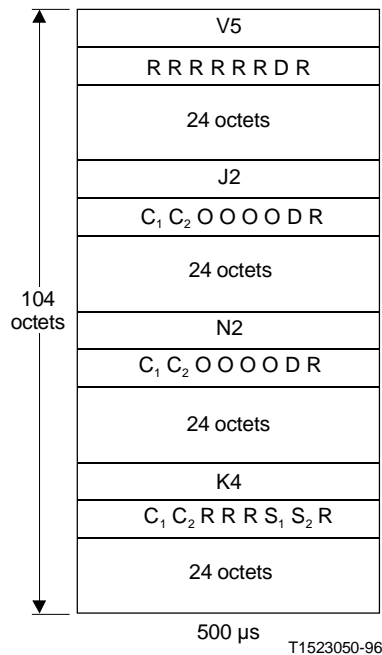 V5
R R R R R R D R
24 octets
J2
C₁ C₂ O O O O D R
24 octets
104
octets
N2
C₁ C₂ O O O O D R
24 octets
K4
C₁ C₂ R R R S₁ S₂ R
24 octets
500 µs
T1523050-96